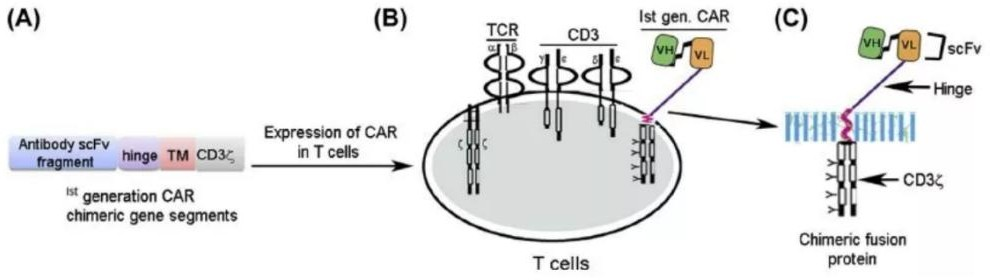 (A)
Antibody scFv
fragment
hinge
TM
CD3ζ
Ist generation CAR
chimeric gene segments
Expression of CAR
in T cells
(B)
TCR
α β
CD3
γ ε
δ ε
Ist gen. CAR
VH
VL
ζ ζ
T cells
(C)
VH
VL
scFv
Hinge
CD3ζ
Chimeric fusion
protein